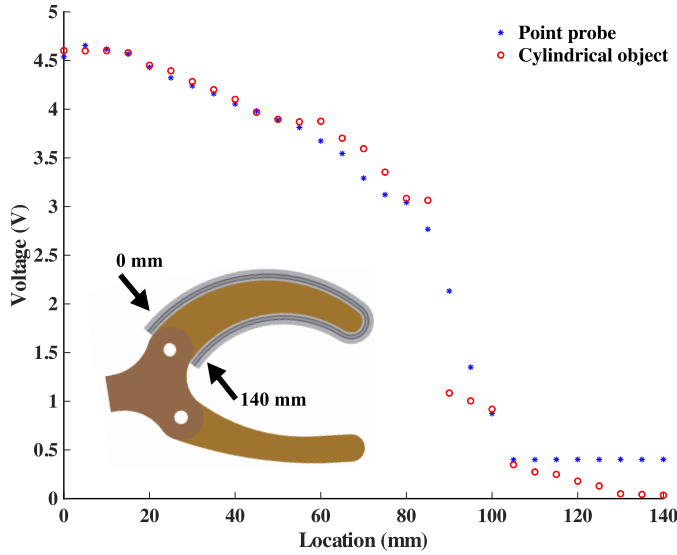 5
4.5
4
3.5
3
2.5
2
1.5
1
0.5
0
Voltage (V)
Point probe
Cylindrical object
0 mm
140 mm
0 20 40 60 80 100 120 140
Location (mm)